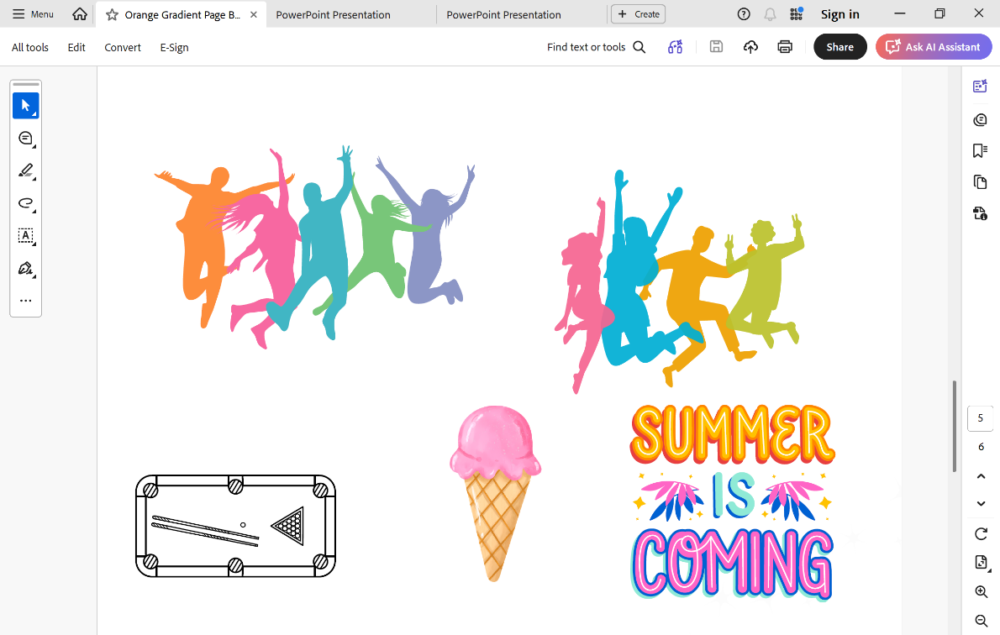 Menu
Orange Gradient Page B...
PowerPoint Presentation
PowerPoint Presentation
Create
Sign in
All tools
Edit
Convert
E-Sign
Find text or tools
Share
Ask AI Assistant
SUMMER
IS
COMING
5
6